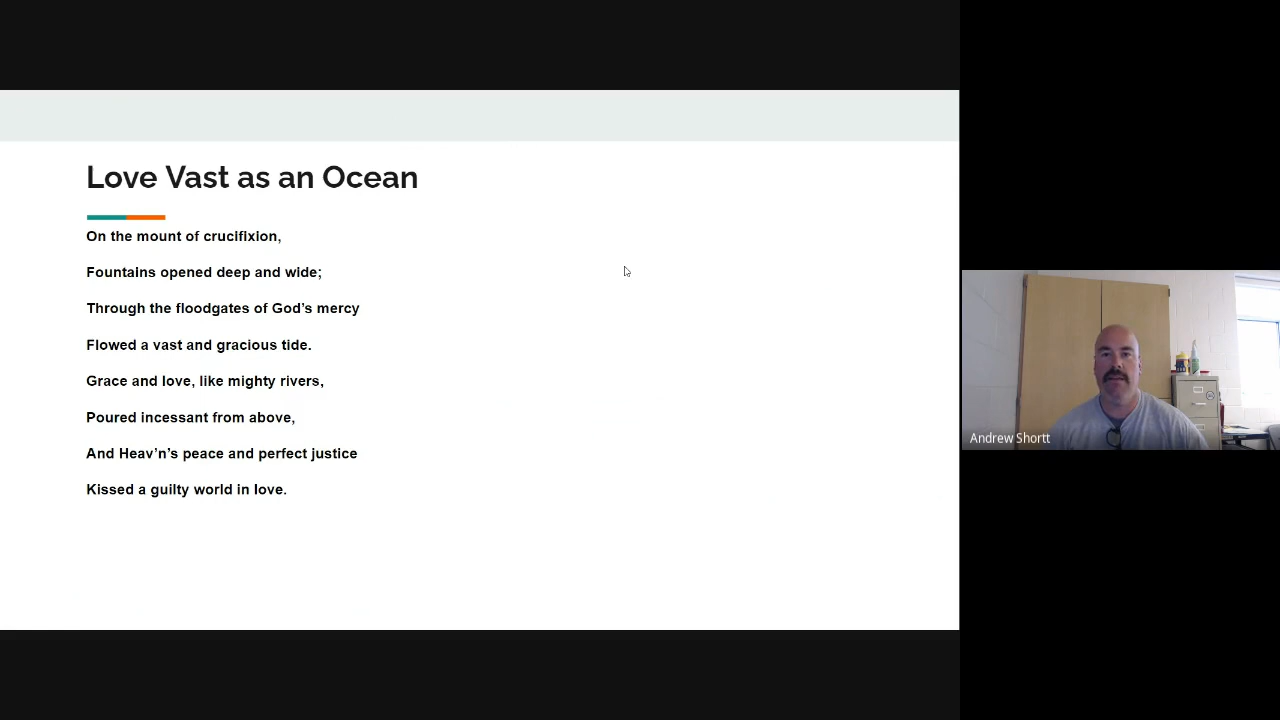 Love Vast as an Ocean
On the mount of crucifixion,
Fountains opened deep and wide;
Through the floodgates of God’s mercy
Flowed a vast and gracious tide.
Grace and love, like mighty rivers,
Poured incessant from above,
And Heav’n’s peace and perfect justice
Kissed a guilty world in love.
Andrew Shortt